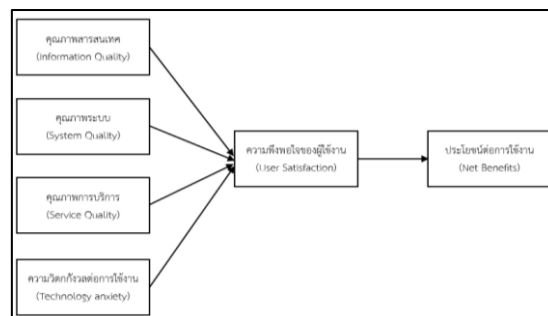 คุณภาพสารสนเทศ
(Information Quality)
คุณภาพระบบ
(System Quality)
ความพึงพอใจของผู้ใช้งาน
(User Satisfaction)
ประโยชน์ต่อการใช้งาน
(Net Benefits)
คุณภาพการบริการ
(Service Quality)
ความวิตกกังวลต่อการใช้งาน
(Technology anxiety)